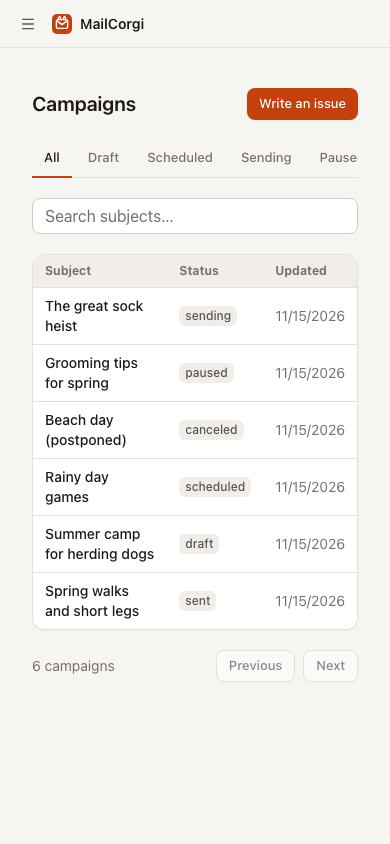 MailCorgi
Campaigns
Write an issue
All Draft Scheduled Sending Pause
Search subjects...
Subject Status Updated
The great sock
heist
sending
11/15/2026
Grooming tips
for spring
paused
11/15/2026
Beach day
(postponed)
canceled
11/15/2026
Rainy day
games
scheduled
11/15/2026
Summer camp
for herding dogs
draft
11/15/2026
Spring walks
and short legs
sent
11/15/2026
6 campaigns
Previous
Next